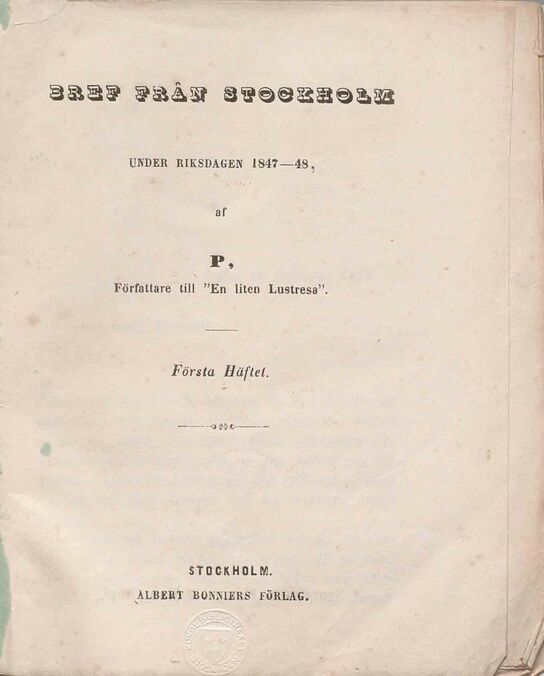 BREF FRÅN STOCKHOLM
UNDER RIKSDAGEN 1847—48,
af
P,
Författare till "En liten Lustresa".
Första Häftet.
STOCKHOLM.
ALBERT BONNIERS FÖRLAG.